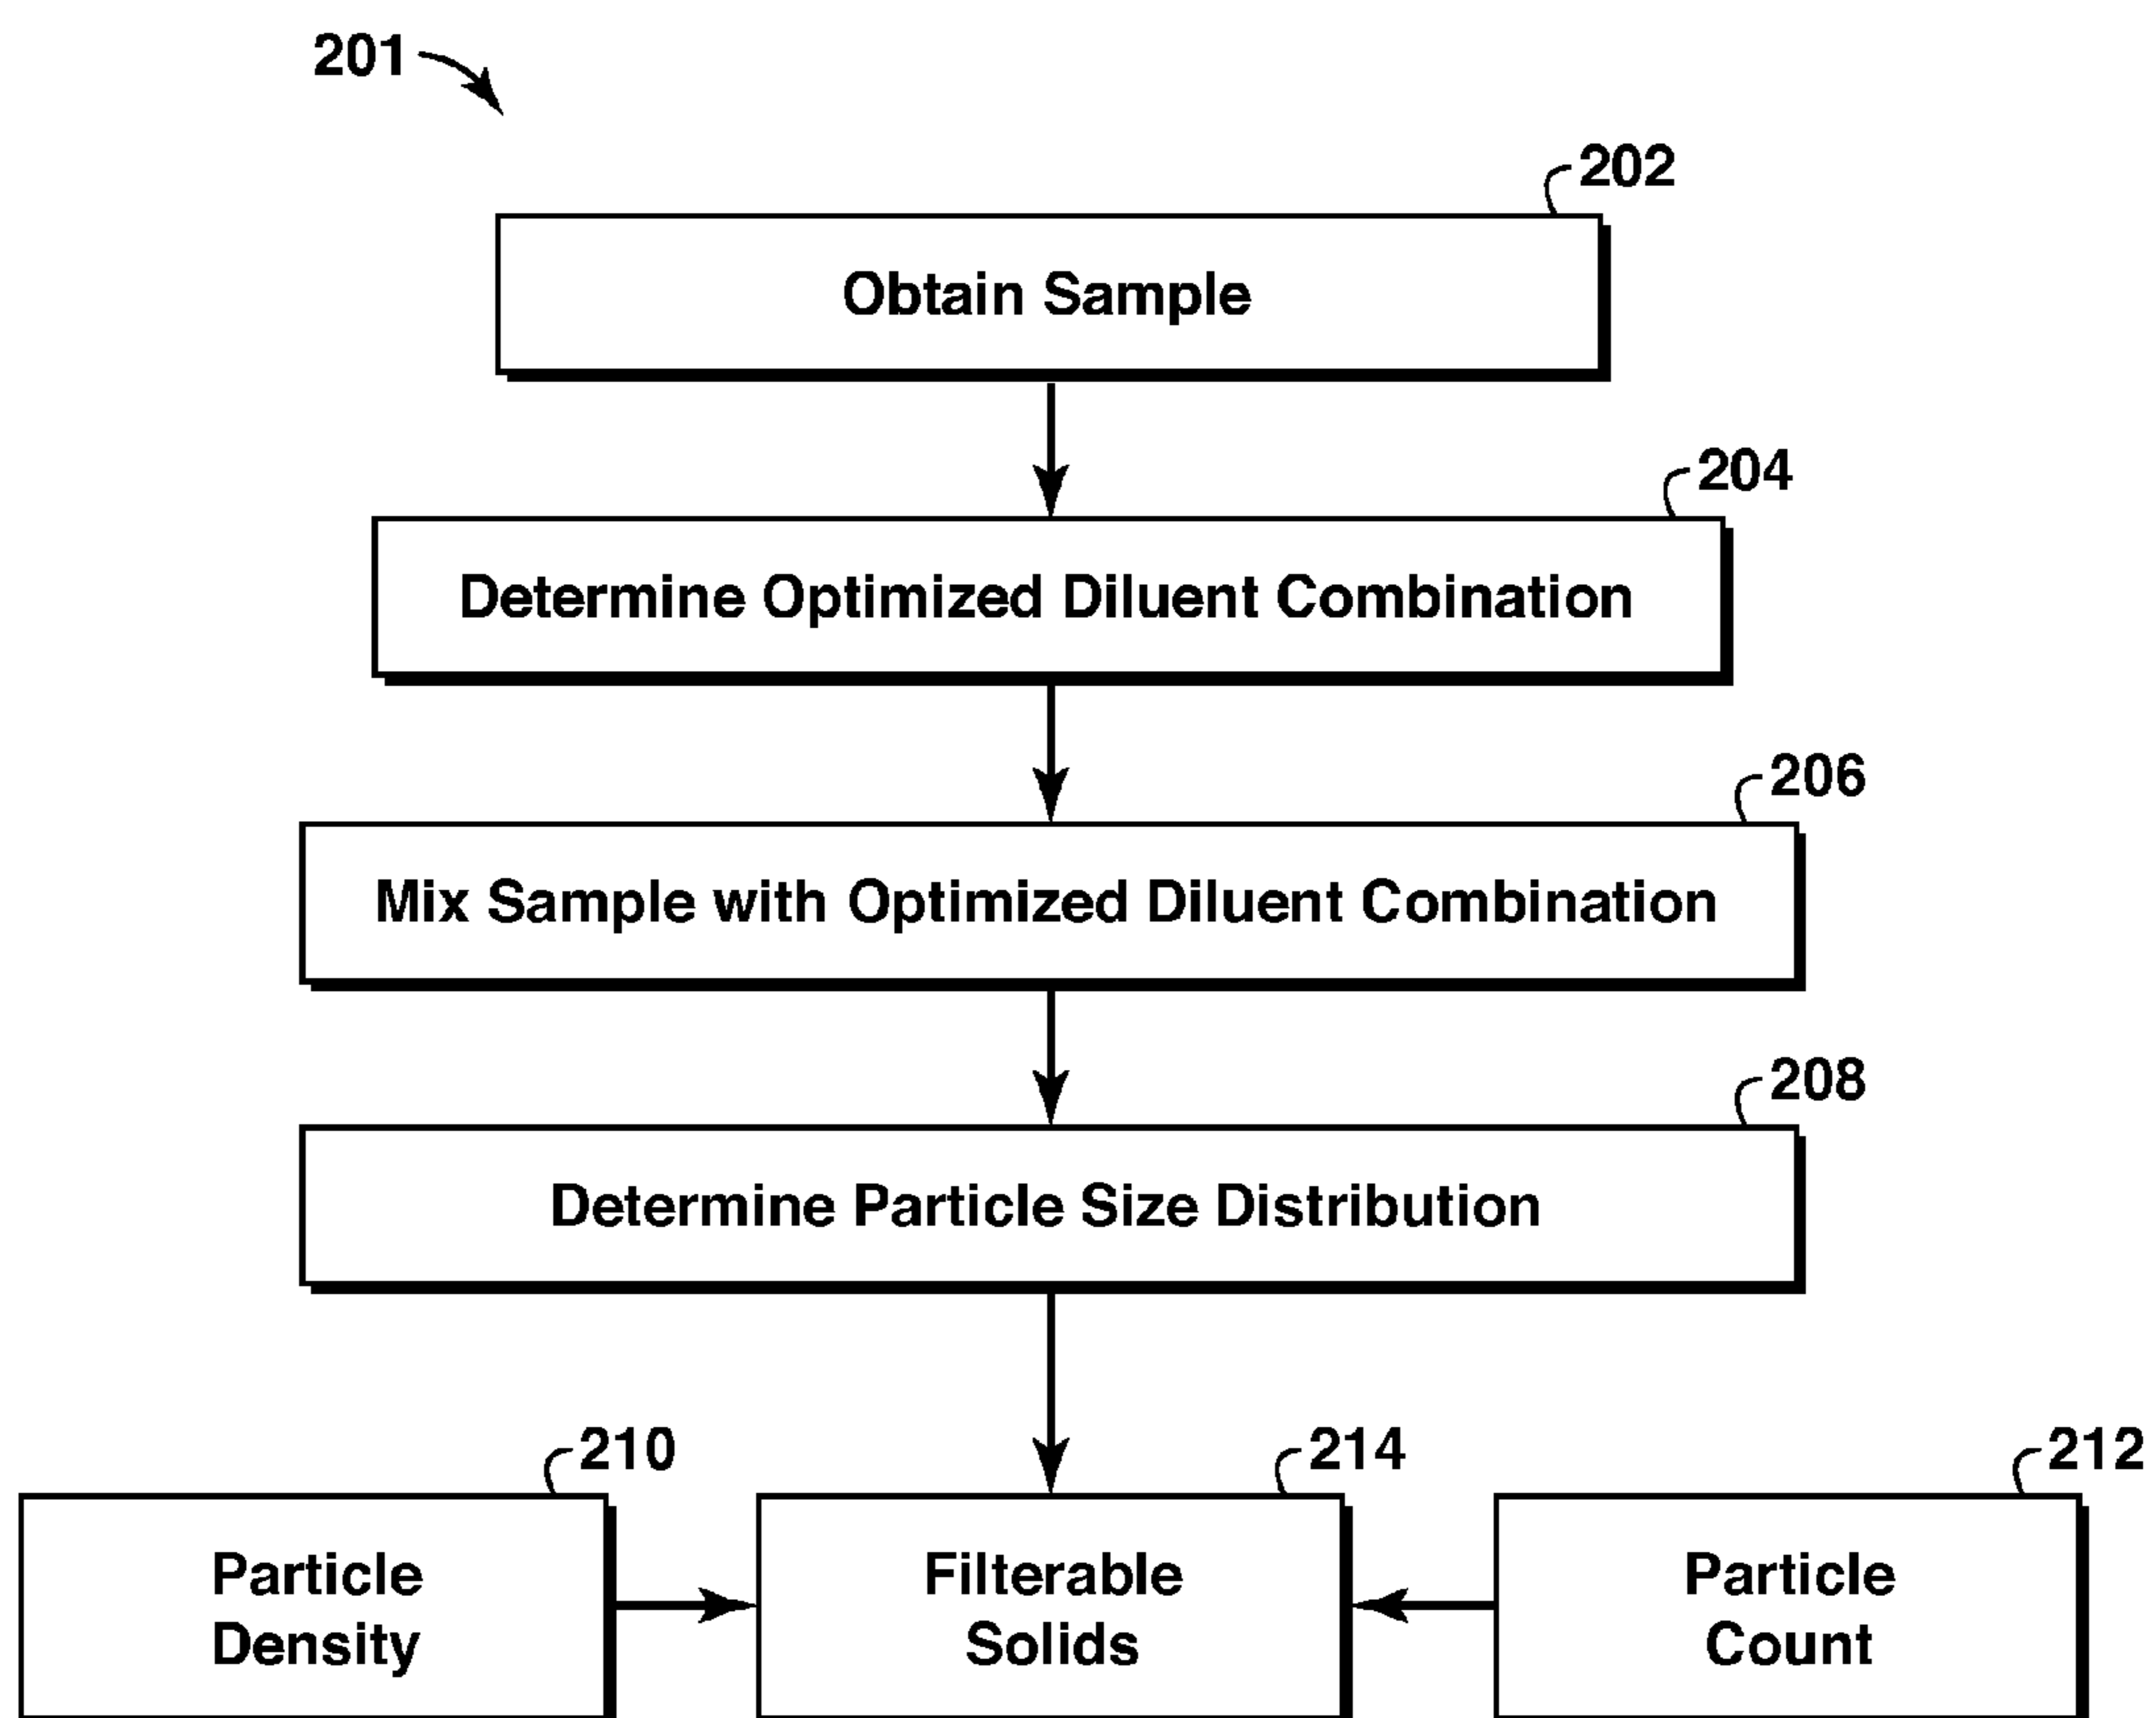 201
202
Obtain Sample
204
Determine Optimized Diluent Combination
206
Mix Sample with Optimized Diluent Combination
208
Determine Particle Size Distribution
210
Particle
Density
214
Filterable
Solids
212
Particle
Count